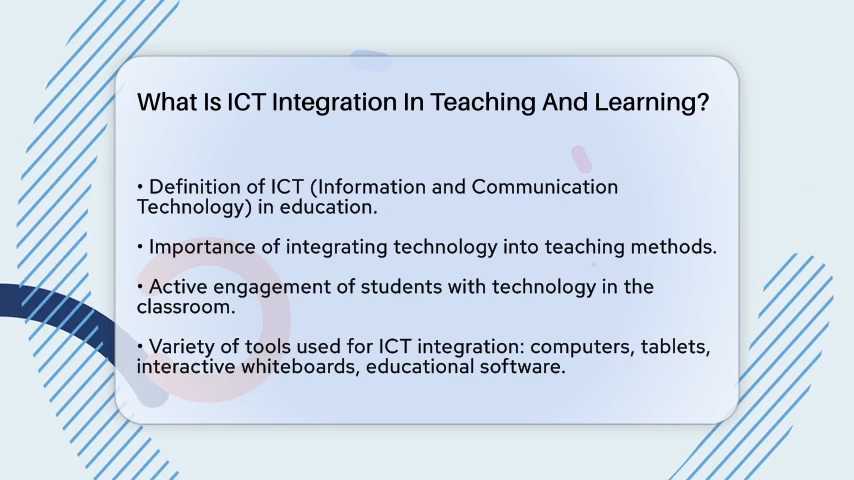 What Is ICT Integration In Teaching And Learning?
• Definition of ICT (Information and Communication
Technology) in education.
• Importance of integrating technology into teaching methods.
• Active engagement of students with technology in the
classroom.
• Variety of tools used for ICT integration: computers, tablets,
interactive whiteboards, educational software.